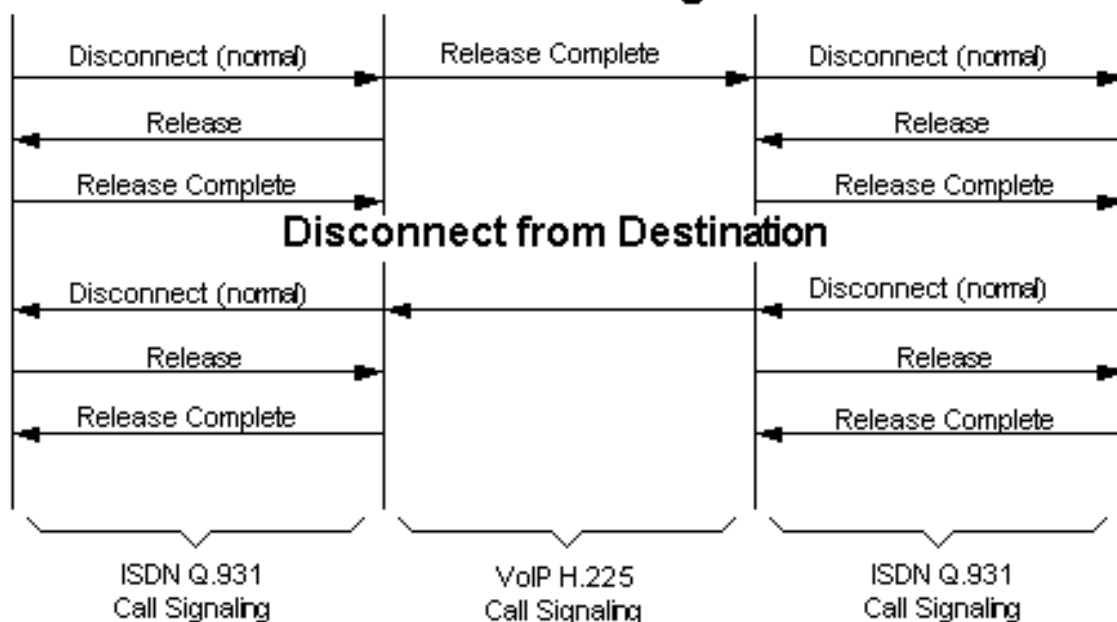 Disconnect (normal) Release Complete Disconnect (normal)
Release Release
Release Complete Release Complete
Disconnect from Destination
Disconnect (normal) Disconnect (normal)
Release Release
Release Complete Release Complete
ISDN Q.931 VoIP H.225 ISDN Q.931
Call Signaling Call Signaling Call Signaling